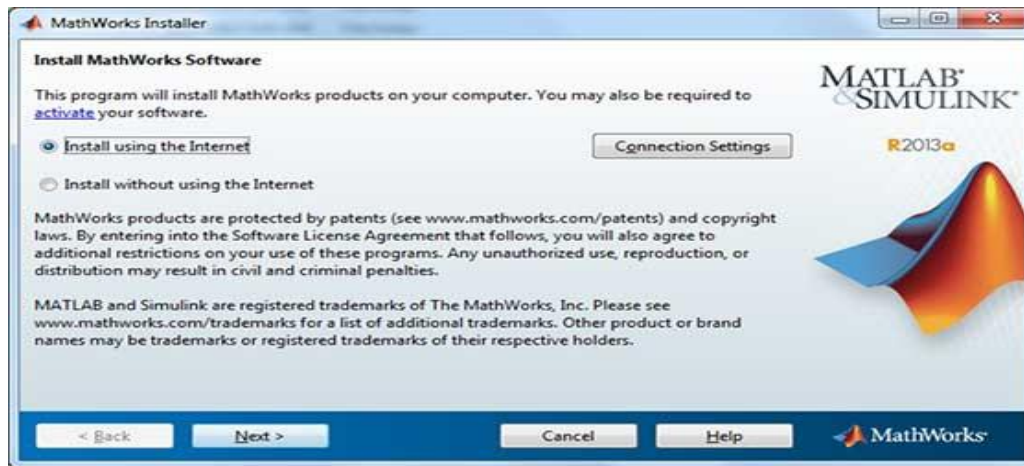 MathWorks Installer
Install MathWorks Software
This program will install MathWorks products on your computer. You may also be required to
activate your software.
Install using the Internet
Connection Settings
Install without using the Internet
MathWorks products are protected by patents (see www.mathworks.com/patents) and copyright
laws. By entering into the Software License Agreement that follows, you will also agree to
additional restrictions on your use of these programs. Any unauthorized use, reproduction, or
distribution may result in civil and criminal penalties.
MATLAB and Simulink are registered trademarks of The MathWorks, Inc. Please see
www.mathworks.com/trademarks for a list of additional trademarks. Other product or brand
names may be trademarks or registered trademarks of their respective holders.
MATLAB®
&SIMULINK®
R2013a
< Back
Next >
Cancel
Help
MathWorks®